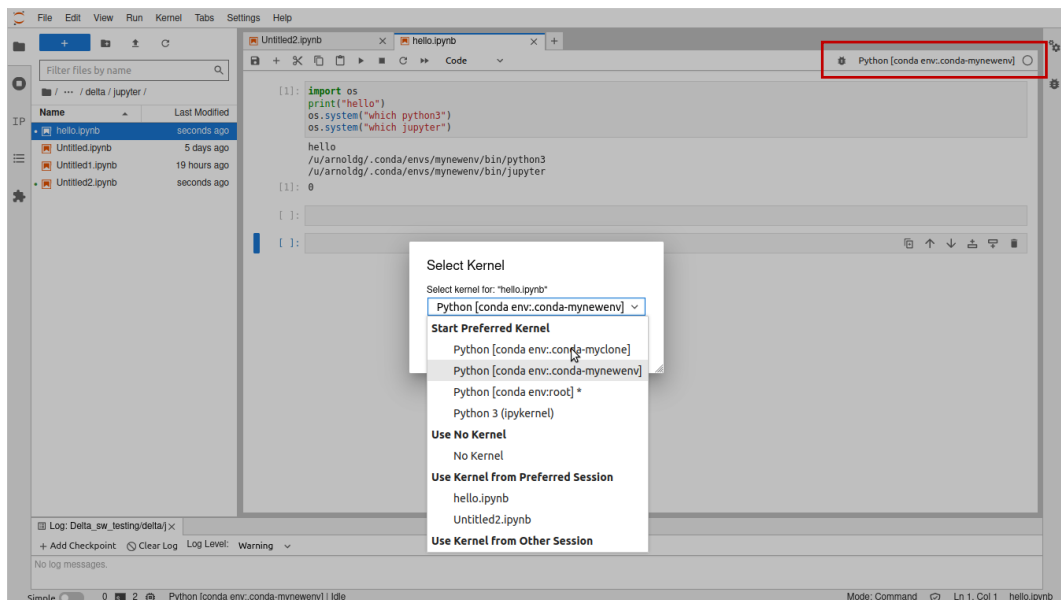 File Edit View Run Kernel Tabs Settings Help
Untitled2.ipynb hello.ipynb
Code
Python [conda env:.conda-mynewenv]
Filter files by name
/ ··· / delta / jupyter /
Name Last Modified
hello.ipynb seconds ago
Untitled.ipynb 5 days ago
Untitled1.ipynb 19 hours ago
Untitled2.ipynb seconds ago
IP
[1]: import os
print("hello")
os.system("which python3")
os.system("which jupyter")
hello
/u/arnoldg/.conda/envs/mynewenv/bin/python3
/u/arnoldg/.conda/envs/mynewenv/bin/jupyter
[1]: 0
[ ]:
[ ]:
Select Kernel
Select kernel for: "hello.ipynb"
Python [conda env:.conda-mynewenv]
Start Preferred Kernel
Python [conda env:.conda-myclone]
Python [conda env:.conda-mynewenv]
Python [conda env:root] *
Python 3 (ipykernel)
Use No Kernel
No Kernel
Use Kernel from Preferred Session
hello.ipynb
Untitled2.ipynb
Use Kernel from Other Session
Log: Delta_sw_testing/delta/j
+ Add Checkpoint Clear Log Log Level: Warning
No log messages.
Simple 0 2 Python [conda env:.conda-mynewenv] | Idle
Mode: Command Ln 1, Col 1 hello.ipynb